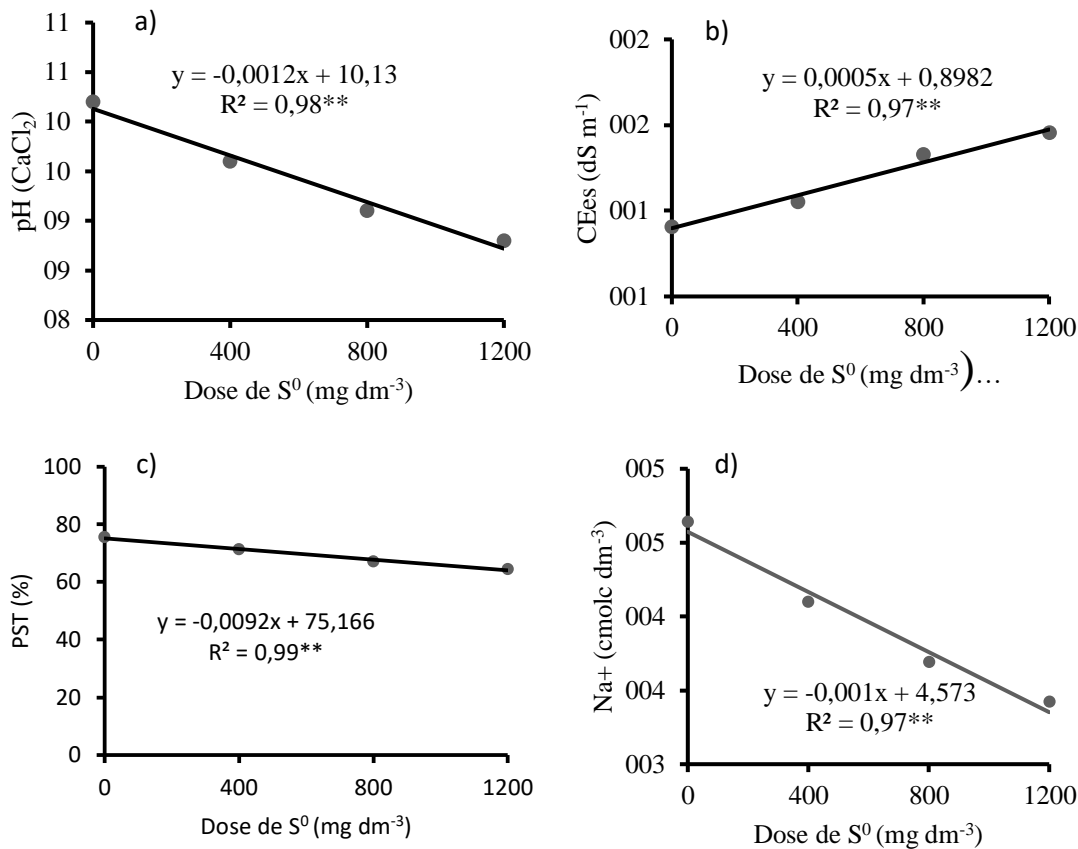 a)
11
11
10
10
09
09
08
y = -0,0012x + 10,13
R² = 0,98**
pH (CaCl₂)
0 400 800 1200
Dose de S⁰ (mg dm⁻³)
b)
002
002
001
001
y = 0,0005x + 0,8982
R² = 0,97**
CEes (dS m⁻¹)
0 400 800 1200
Dose de S⁰ (mg dm⁻³)...
c)
100
80
60
40
20
0
y = -0,0092x + 75,166
R² = 0,99**
PST (%)
0 400 800 1200
Dose de S⁰ (mg dm⁻³)
d)
005
005
004
004
003
y = -0,001x + 4,573
R² = 0,97**
Na+ (cmolc dm⁻³)
0 400 800 1200
Dose de S⁰ (mg dm⁻³)